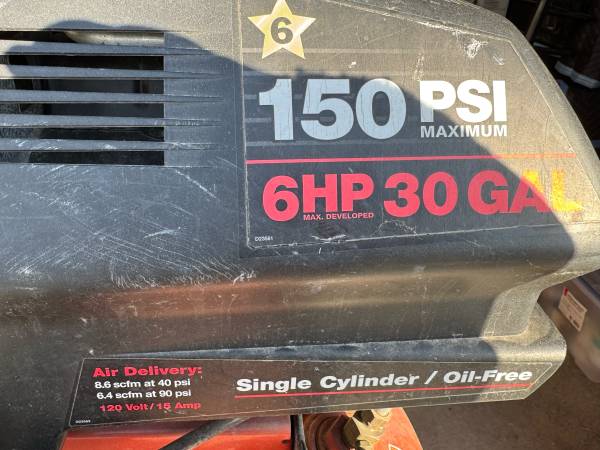 6
150 PSI
MAXIMUM
6HP 30 GAL
MAX. DEVELOPED
D23551
Air Delivery:
8.6 scfm at 40 psi
6.4 scfm at 90 psi
120 Volt/15 Amp
Single Cylinder / Oil-Free